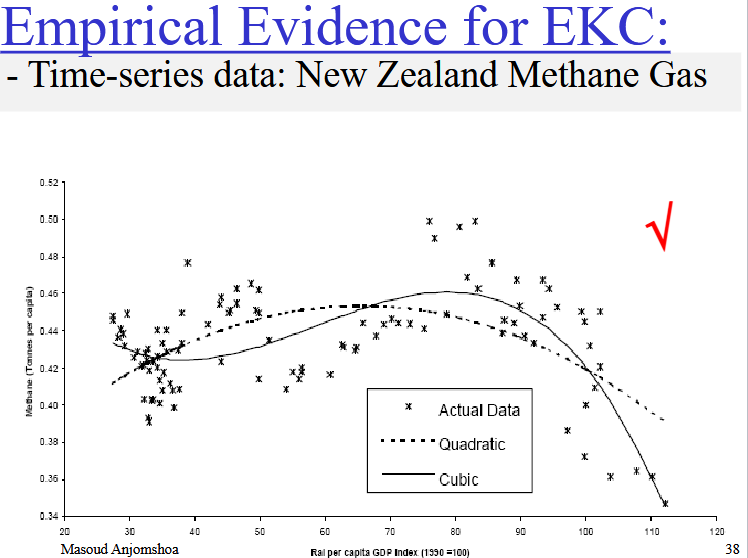 Empirical Evidence for EKC:
- Time-series data: New Zealand Methane Gas
√
0.52
0.50
0.48
0.46
0.44
0.42
0.40
0.38
0.36
0.34
Methane (Tonnes per capita)
Actual Data
Quadratic
Cubic
20 30 40 50 60 70 80 90 100 110 120
Masoud Anjomshoa
Ral per capita GDP Index (1990 =100)
38